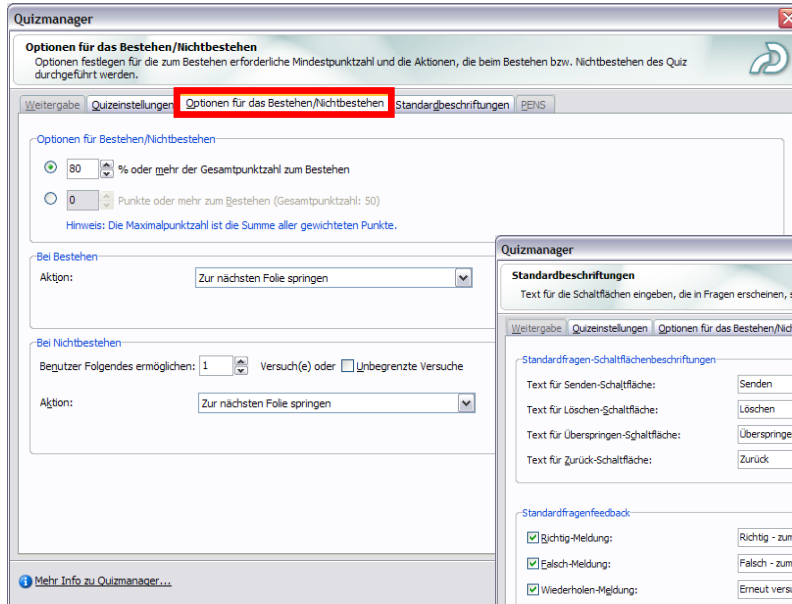 Quizmanager
Optionen für das Bestehen/Nichtbestehen
Optionen festlegen für die zum Bestehen erforderliche Mindestpunktzahl und die Aktionen, die beim Bestehen bzw. Nichtbestehen des Quiz
durchgeführt werden.
Weitergabe Quizeinstellungen Optionen für das Bestehen/Nichtbestehen Standardbeschriftungen PENS
Optionen für Bestehen/Nichtbestehen
80 % oder mehr der Gesamtpunktzahl zum Bestehen
0 Punkte oder mehr zum Bestehen (Gesamtpunktzahl: 50)
Hinweis: Die Maximalpunktzahl ist die Summe aller gewichteten Punkte.
Bei Bestehen
Aktion: Zur nächsten Folie springen
Bei Nichtbestehen
Benutzer Folgendes ermöglichen: 1 Versuch(e) oder Unbegrenzte Versuche
Aktion: Zur nächsten Folie springen
Mehr Info zu Quizmanager...
Quizmanager
Standardbeschriftungen
Text für die Schaltflächen eingeben, die in Fragen erscheinen, s
Weitergabe Quizeinstellungen Optionen für das Bestehen/Nich
Standardfragen-Schaltflächenbeschriftungen
Text für Senden-Schaltfläche: Senden
Text für Löschen-Schaltfläche: Löschen
Text für Überspringen-Schaltfläche: Überspringe
Text für Zurück-Schaltfläche: Zurück
Standardfragenfeedback
Richtig-Meldung: Richtig - zum
Falsch-Meldung: Falsch - zum
Wiederholen-Meldung: Erneut versu